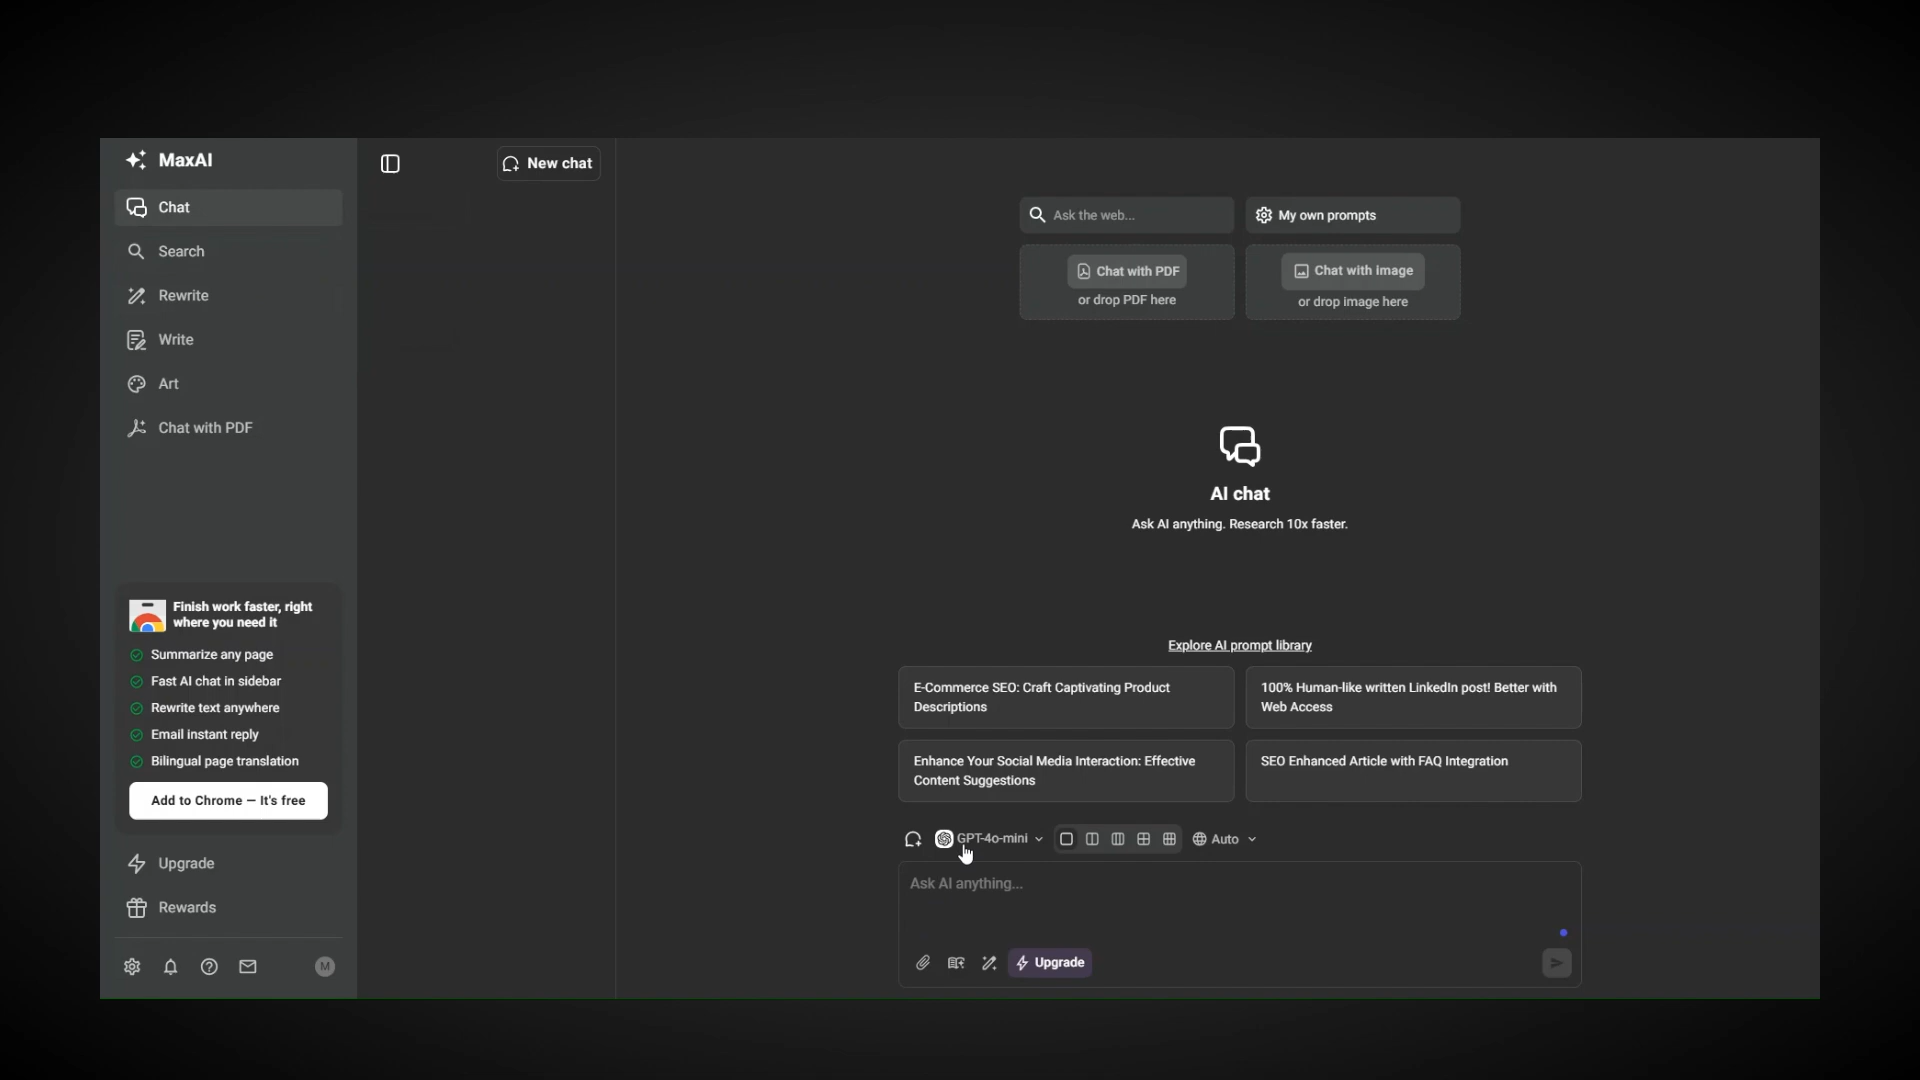 MaxAI
Chat
Search
Rewrite
Write
Art
Chat with PDF
Finish work faster, right
where you need it
Summarize any page
Fast AI chat in sidebar
Rewrite text anywhere
Email instant reply
Bilingual page translation
Add to Chrome — It's free
Upgrade
Rewards
M
New chat
Ask the web...
My own prompts
Chat with PDF
or drop PDF here
Chat with image
or drop image here
AI chat
Ask AI anything. Research 10x faster.
Explore AI prompt library
E-Commerce SEO: Craft Captivating Product
Descriptions
100% Human-like written LinkedIn post! Better with
Web Access
Enhance Your Social Media Interaction: Effective
Content Suggestions
SEO Enhanced Article with FAQ Integration
GPT-4o-mini
Auto
Ask AI anything...
Upgrade